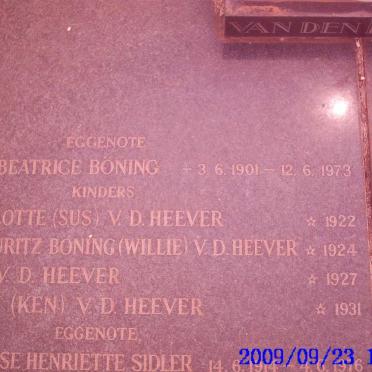 VAN DEN
EGGENOTE
BEATRICE BÖNING - 3.6.1901 - 12.6.1973
KINDERS
OTTE (SUS) V. D. HEEVER ☆ 1922
URITZ BÖNING (WILLIE) V. D. HEEVER ☆ 1924
V. D. HEEVER ☆ 1927
(KEN) V. D. HEEVER ☆ 1931
EGGENOTE
SE HENRIETTE SIDLER
2009/09/23 1